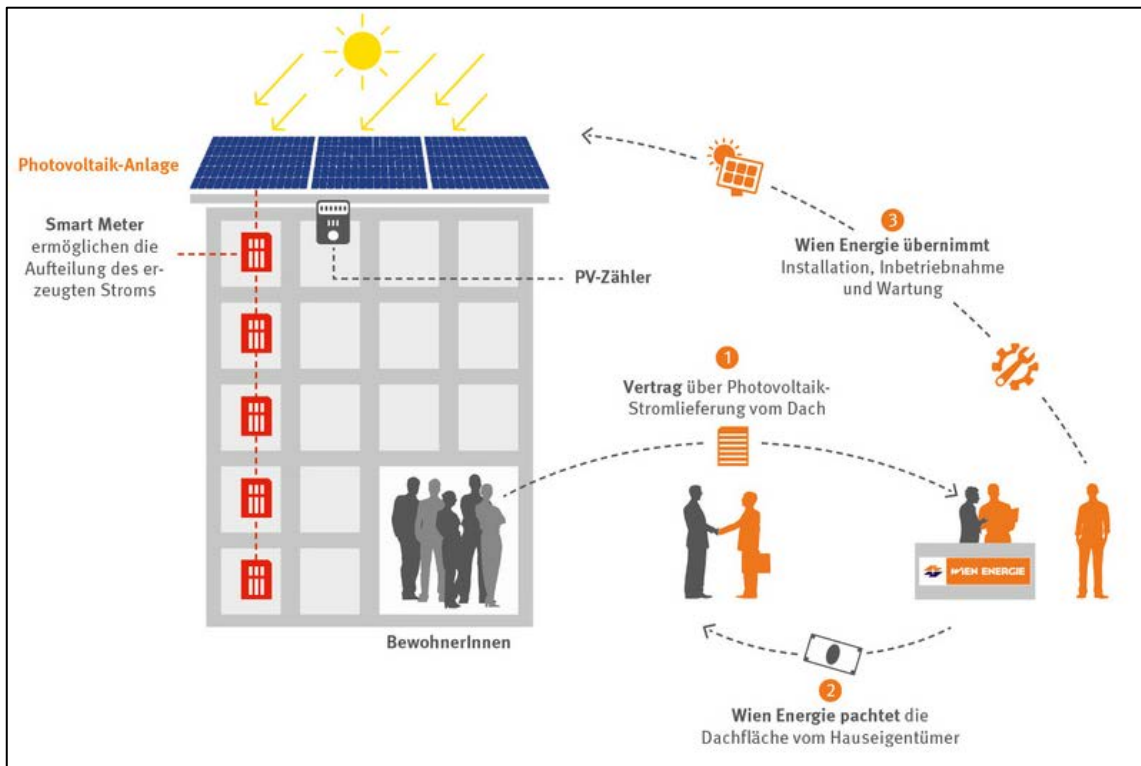 Photovoltaik-Anlage
Smart Meter
ermöglichen die
Aufteilung des er-
zeugten Stroms
PV-Zähler
BewohnerInnen
1
Vertrag über Photovoltaik-
Stromlieferung vom Dach
WIEN ENERGIE
2
Wien Energie pachtet die
Dachfläche vom Hauseigentümer
3
Wien Energie übernimmt
Installation, Inbetriebnahme
und Wartung